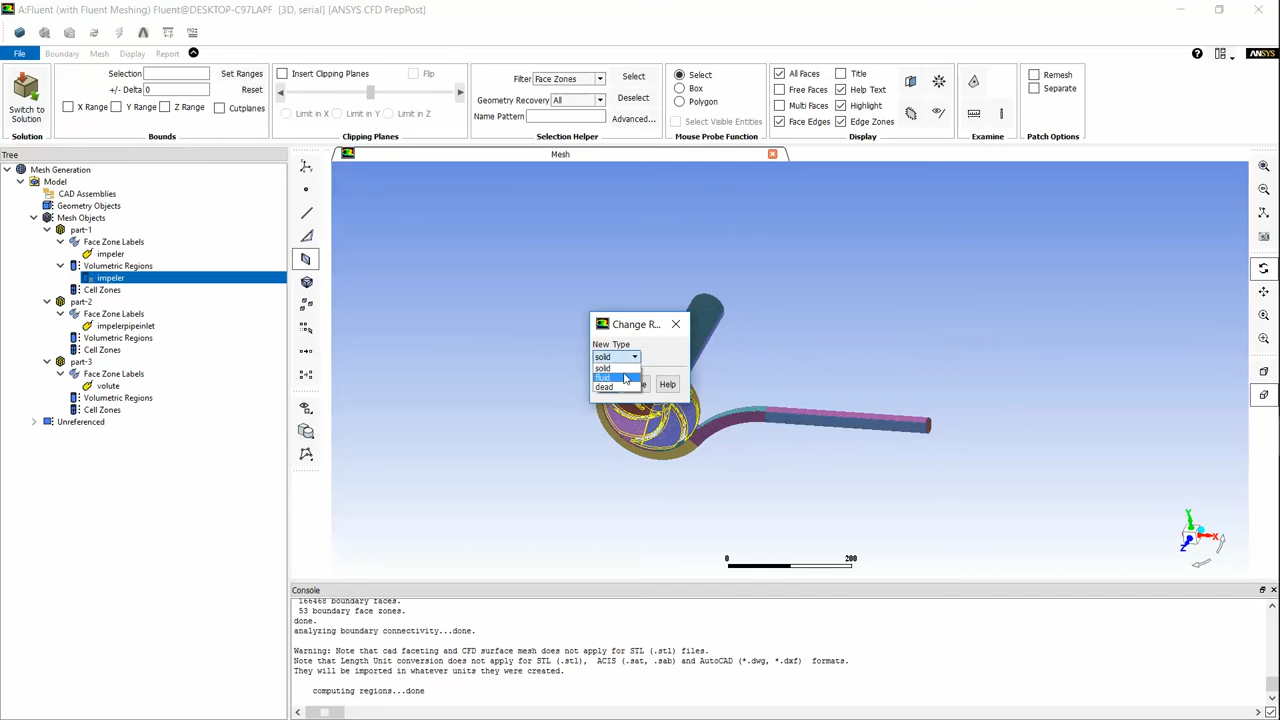 A:Fluent (with Fluent Meshing) Fluent@DESKTOP-C97LAPF [3D, serial] [ANSYS CFD PrepPost]
File Boundary Mesh Display Report
ANSYS
Switch to
Solution
Solution
Selection Set Ranges
+/- Delta 0 Reset
X Range Y Range Z Range Cutplanes
Bounds
Insert Clipping Planes Flip
Limit in X Limit in Y Limit in Z
Clipping Planes
Filter Face Zones Select
Geometry Recovery All Deselect
Name Pattern Advanced...
Selection Helper
Select
Box
Polygon
Select Visible Entities
Mouse Probe Function
All Faces Title
Free Faces Help Text
Multi Faces Highlight
Face Edges Edge Zones
Display
Examine
Remesh
Separate
Patch Options
Tree
Mesh
Mesh Generation
Model
CAD Assemblies
Geometry Objects
Mesh Objects
part-1
Face Zone Labels
impeler
Volumetric Regions
impeler
Cell Zones
part-2
Face Zone Labels
impelerpipeinlet
Volumetric Regions
Cell Zones
part-3
Face Zone Labels
volute
Volumetric Regions
Cell Zones
Unreferenced
Change R...
New Type
solid
solid
fluid
dead
Help
Y
X
Z
0 200
Console
166468 boundary faces.
53 boundary face zones.
done.
analyzing boundary connectivity...done.
Warning: Note that cad faceting and CFD surface mesh does not apply for STL (.stl) files.
Note that Length Unit conversion does not apply for STL (.stl), ACIS (*.sat, .sab) and AutoCAD (*.dwg, *.dxf) formats.
They will be imported in whatever units they were created.
computing regions...done